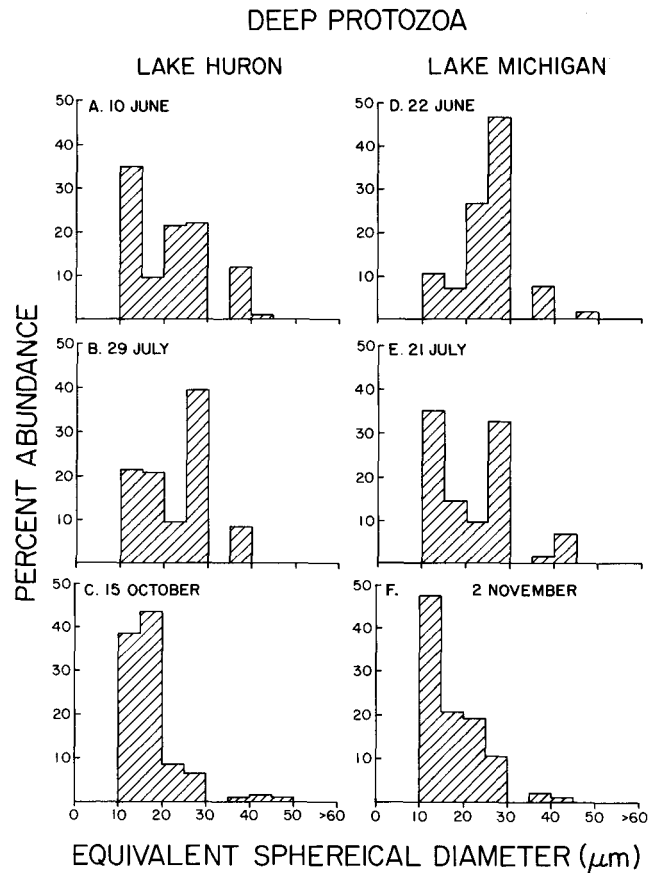 DEEP PROTOZOA
LAKE HURON
LAKE MICHIGAN
PERCENT ABUNDANCE
A. 10 JUNE
50
40
30
20
10
D. 22 JUNE
50
40
30
20
10
B. 29 JULY
50
40
30
20
10
E. 21 JULY
50
40
30
20
10
C. 15 OCTOBER
50
40
30
20
10
0 10 20 30 40 50 >60
F. 2 NOVEMBER
50
40
30
20
10
0 10 20 30 40 50 >60
EQUIVALENT SPHEREICAL DIAMETER (μm)